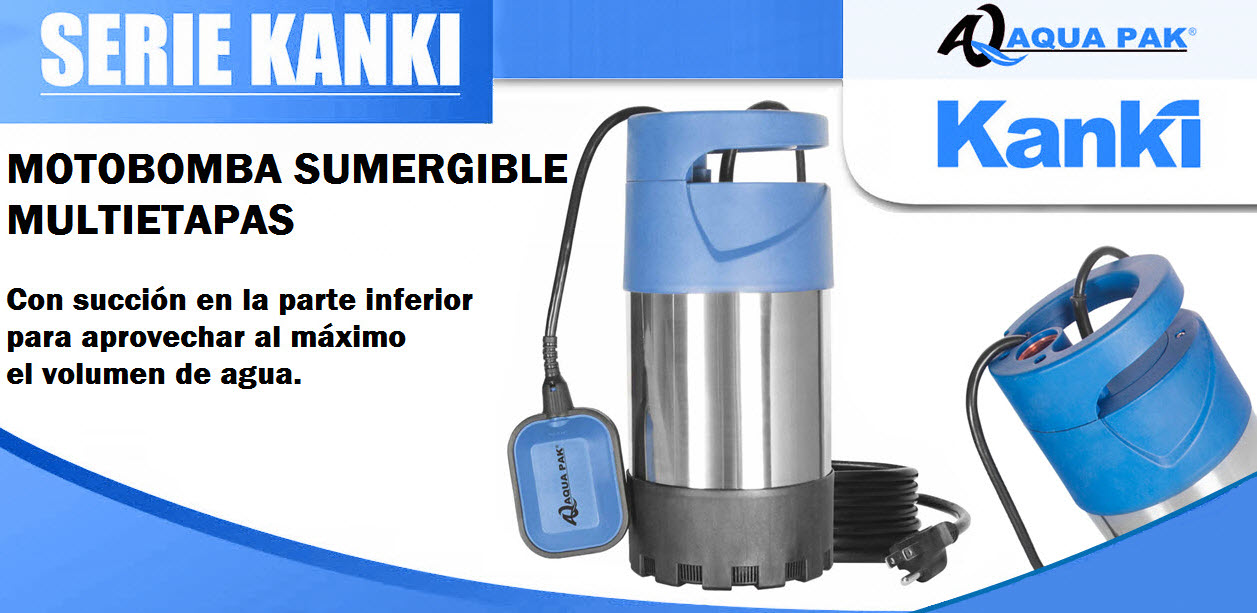 SERIE KANKI
AQUA PAK®
Kanki
MOTOBOMBA SUMERGIBLE
MULTIETAPAS
Con succión en la parte inferior
para aprovechar al máximo
el volumen de agua.
AQUA PAK®